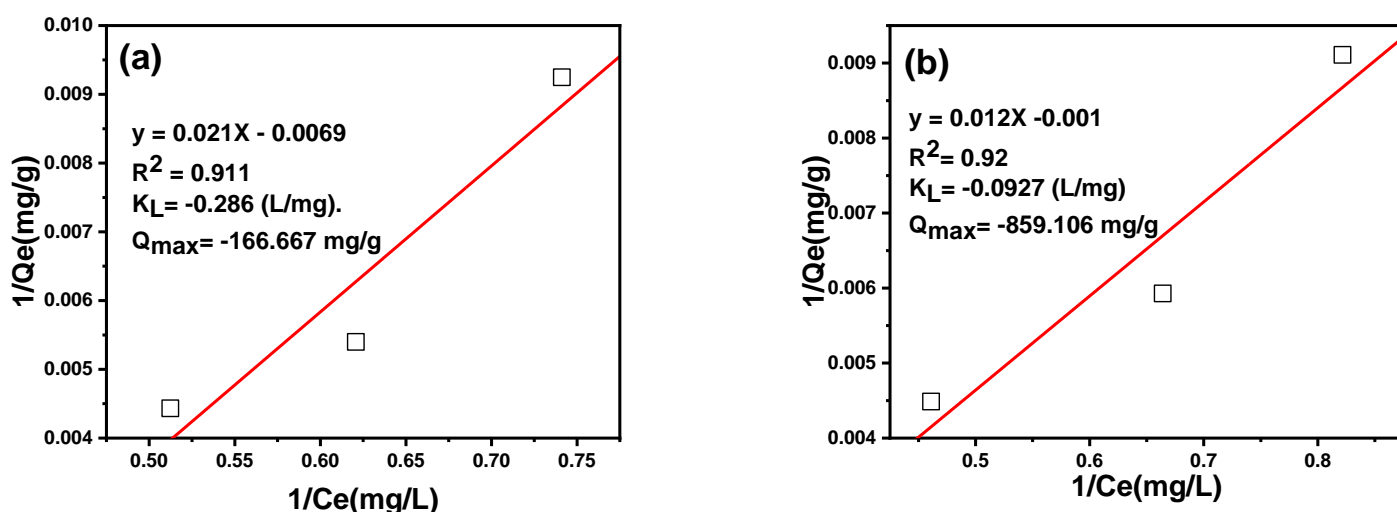 (a)
y = 0.021X - 0.0069
R² = 0.911
K_L= -0.286 (L/mg).
Q_max= -166.667 mg/g
1/Qe(mg/g)
0.010
0.009
0.008
0.007
0.006
0.005
0.004
0.50 0.55 0.60 0.65 0.70 0.75
1/Ce(mg/L)
(b)
y = 0.012X -0.001
R²= 0.92
K_L= -0.0927 (L/mg)
Q_max= -859.106 mg/g
1/Qe(mg/g)
0.009
0.008
0.007
0.006
0.005
0.004
0.5 0.6 0.7 0.8
1/Ce(mg/L)